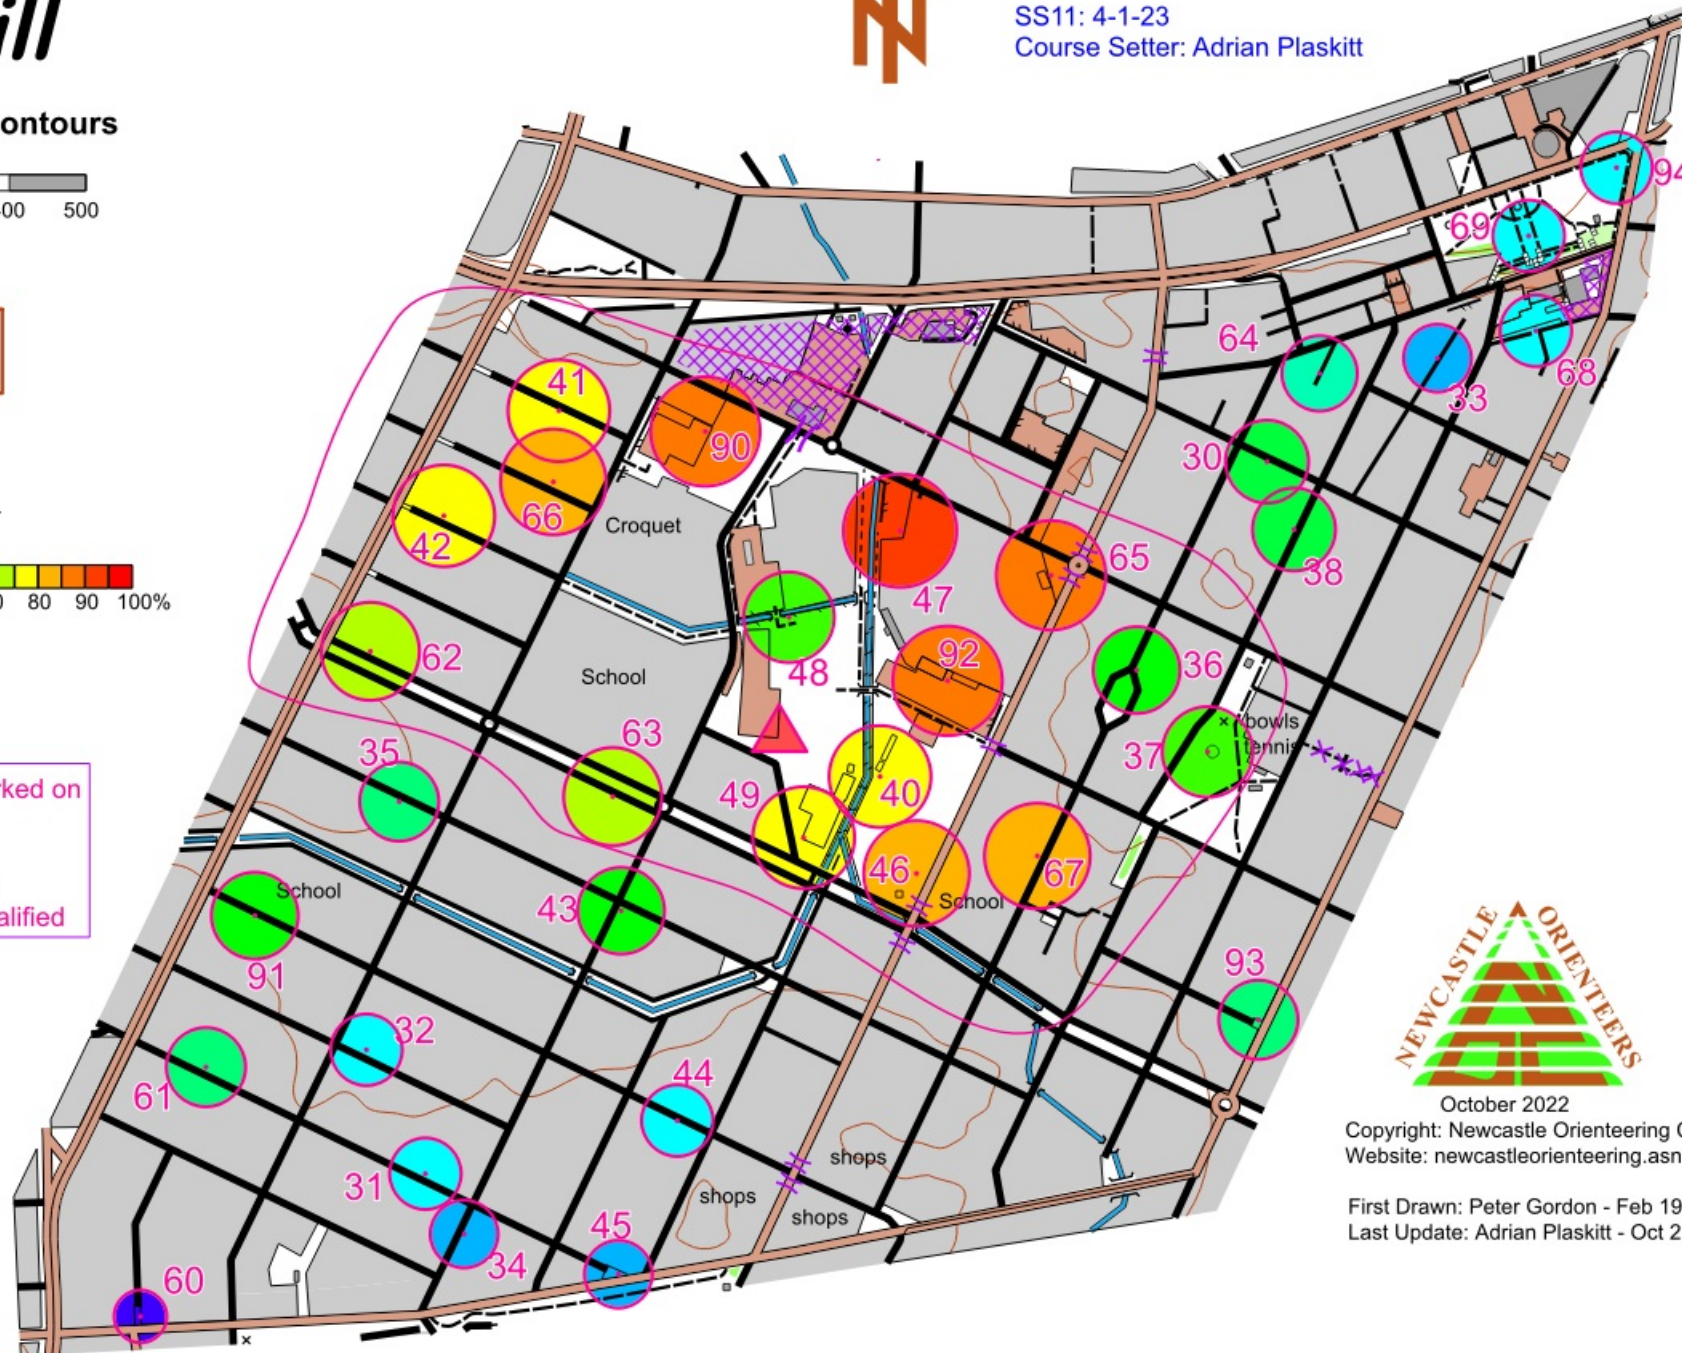 SS11: 4-1-23
Course Setter: Adrian Plaskitt
ontours
500
80 90 100%
rked on
alified
94
69
64
68
33
41
90
30
66
Croquet
42
65
38
47
62
School
48
92
36
bowls
tennis
37
63
35
49
40
46
67
School
School
43
91
93
32
61
44
shops
31
shops
shops
45
34
60
NEWCASTLE ORIENTEERS
October 2022
Copyright: Newcastle Orienteering
Website: newcastleorienteering.asn
First Drawn: Peter Gordon - Feb 19
Last Update: Adrian Plaskitt - Oct 2